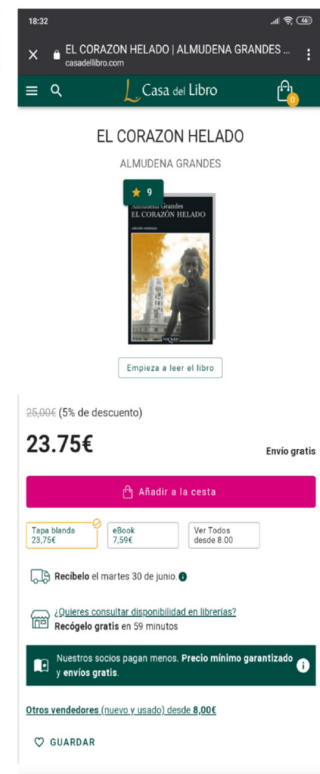 18:32
46
EL CORAZON HELADO | ALMUDENA GRANDES ...
casadellibro.com
Casa del Libro
0
EL CORAZON HELADO
ALMUDENA GRANDES
9
Almudena Grandes
EL CORAZÓN HELADO
Empieza a leer el libro
25,00€ (5% de descuento)
23.75€
Envío gratis
Añadir a la cesta
Tapa blanda
23,75€
eBook
7,59€
Ver Todos
desde 8.00
Recíbelo el martes 30 de junio.
¿Quieres consultar disponibilidad en librerías?
Recógelo gratis en 59 minutos
Nuestros socios pagan menos. Precio mínimo garantizado
y envíos gratis.
Otros vendedores (nuevo y usado) desde 8,00€
GUARDAR